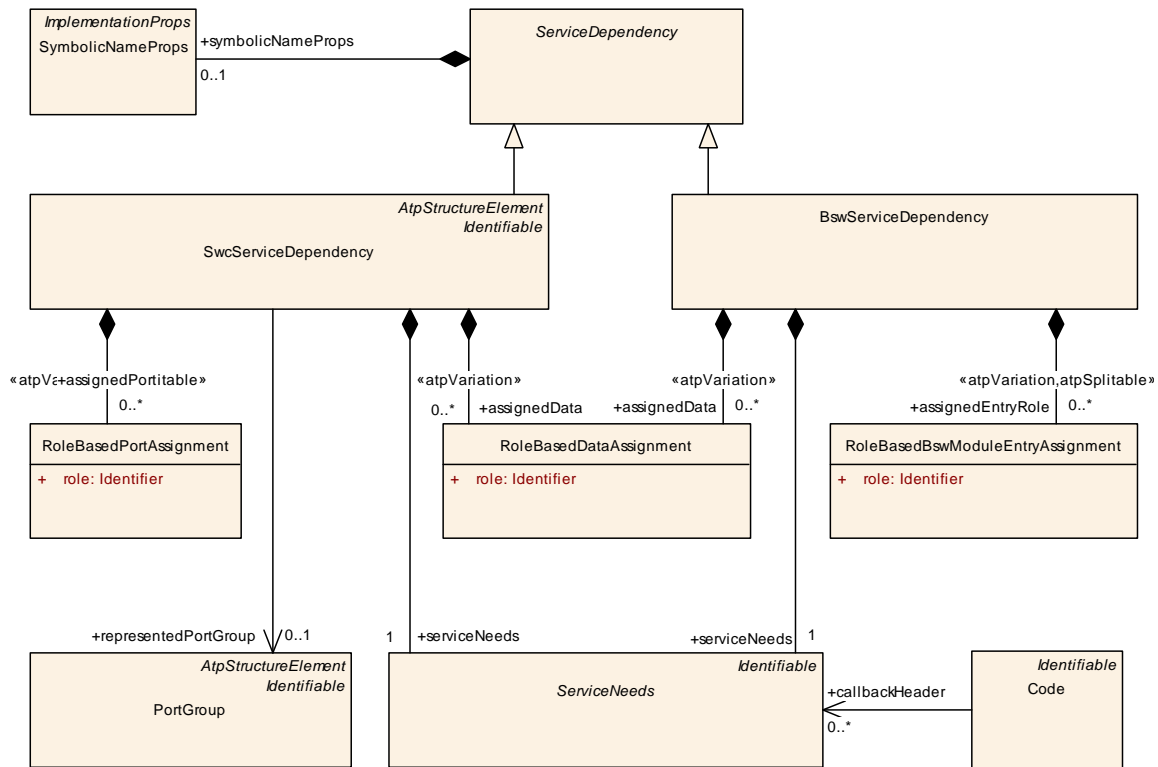 ImplementationProps
SymbolicNameProps
+symbolicNameProps
0..1
ServiceDependency
AtpStructureElement
Identifiable
SwcServiceDependency
BswServiceDependency
«atpVa+assignedPortitable»
0..*
«atpVariation»
0..*
+assignedData
«atpVariation»
+assignedData
0..*
«atpVariation,atpSplitable»
+assignedEntryRole
0..*
RoleBasedPortAssignment
+ role: Identifier
RoleBasedDataAssignment
+ role: Identifier
RoleBasedBswModuleEntryAssignment
+ role: Identifier
+representedPortGroup
0..1
1
+serviceNeeds
+serviceNeeds
1
AtpStructureElement
Identifiable
PortGroup
Identifiable
ServiceNeeds
+callbackHeader
0..*
Identifiable
Code